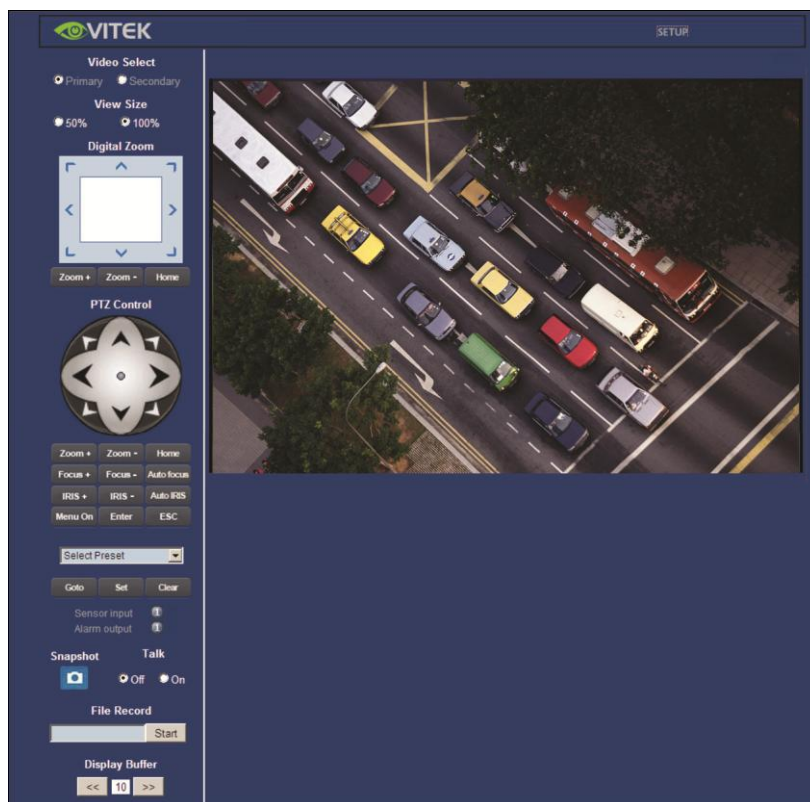 VITEK
SETUP
Video Select
Primary Secondary
View Size
50% 100%
Digital Zoom
Zoom + Zoom - Home
PTZ Control
Zoom + Zoom - Home
Focus + Focus - Auto focus
IRIS + IRIS - Auto IRIS
Menu On Enter ESC
Select Preset
Goto Set Clear
Sensor input 1
Alarm output 1
Snapshot Talk
Off On
File Record
Start
Display Buffer
<< 10 >>